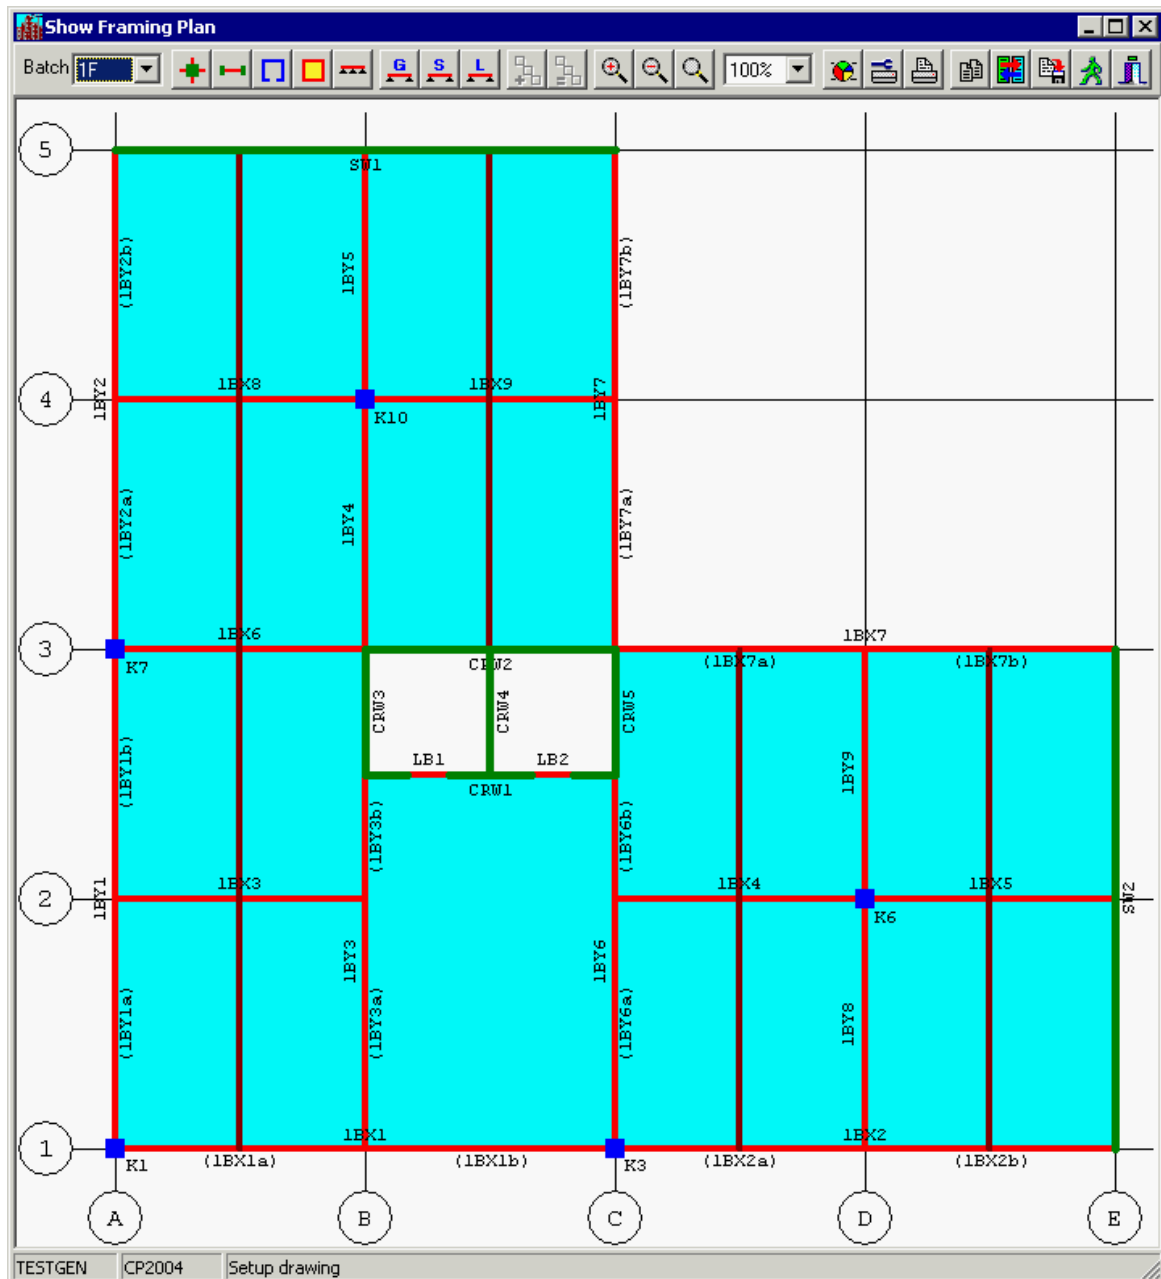 Show Framing Plan
Batch 1F G S L 100%
5
SW1
(1BY2b)
1BY5
(1BY7b)
4
1BY2
1BX8
1BX9
1BY7
K10
(1BY2a)
1BY4
(1BY7a)
3
1BX6
1BX7
K7
CRW2
(1BX7a)
(1BX7b)
CRW3
CRW4
CRW5
LB1
LB2
(1BY1b)
1BY9
CRW1
(1BY3b)
(1BY6b)
2
1BY1
1BX3
1BX4
1BX5
SW2
K6
1BY3
1BY6
(1BY1a)
(1BY3a)
(1BY6a)
1BY8
1
1BX1
1BX2
K1
(1BX1a)
(1BX1b)
K3
(1BX2a)
(1BX2b)
A B C D E
TESTGEN CP2004 Setup drawing